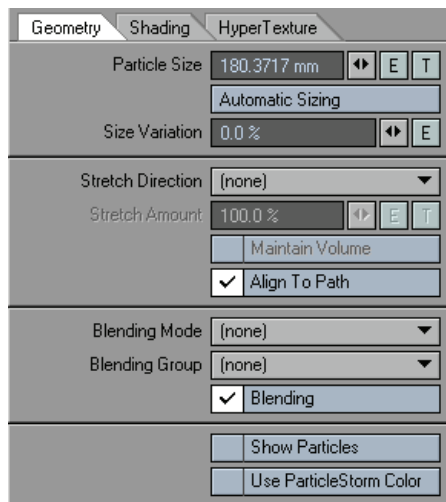 Geometry Shading HyperTexture
Particle Size 180.3717 mm E T
Automatic Sizing
Size Variation 0.0 % E
Stretch Direction (none)
Stretch Amount 100.0 % E T
Maintain Volume
Align To Path
Blending Mode (none)
Blending Group (none)
Blending
Show Particles
Use ParticleStorm Color